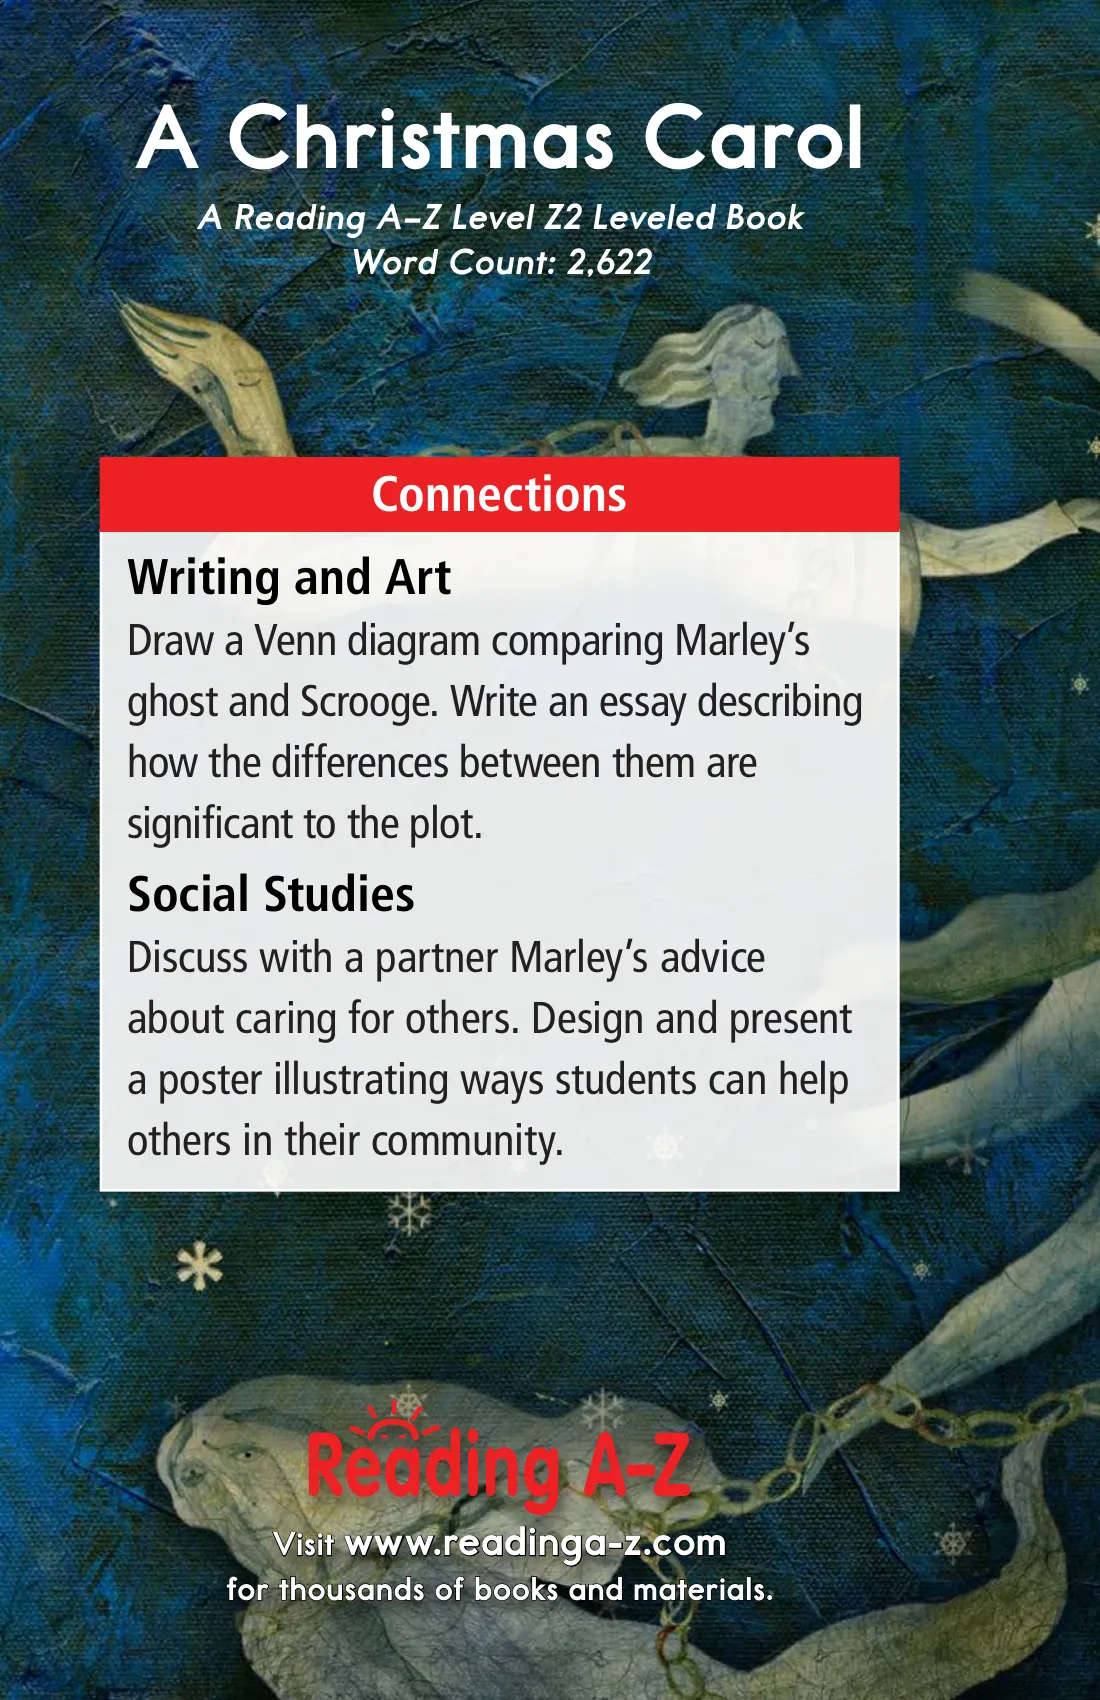 A Christmas Carol
A Reading A–Z Level Z2 Leveled Book
Word Count: 2,622
Connections
Writing and Art
Draw a Venn diagram comparing Marley’s
ghost and Scrooge. Write an essay describing
how the differences between them are
significant to the plot.
Social Studies
Discuss with a partner Marley’s advice
about caring for others. Design and present
a poster illustrating ways students can help
others in their community.
Reading A–Z
Visit www.readinga-z.com
for thousands of books and materials.